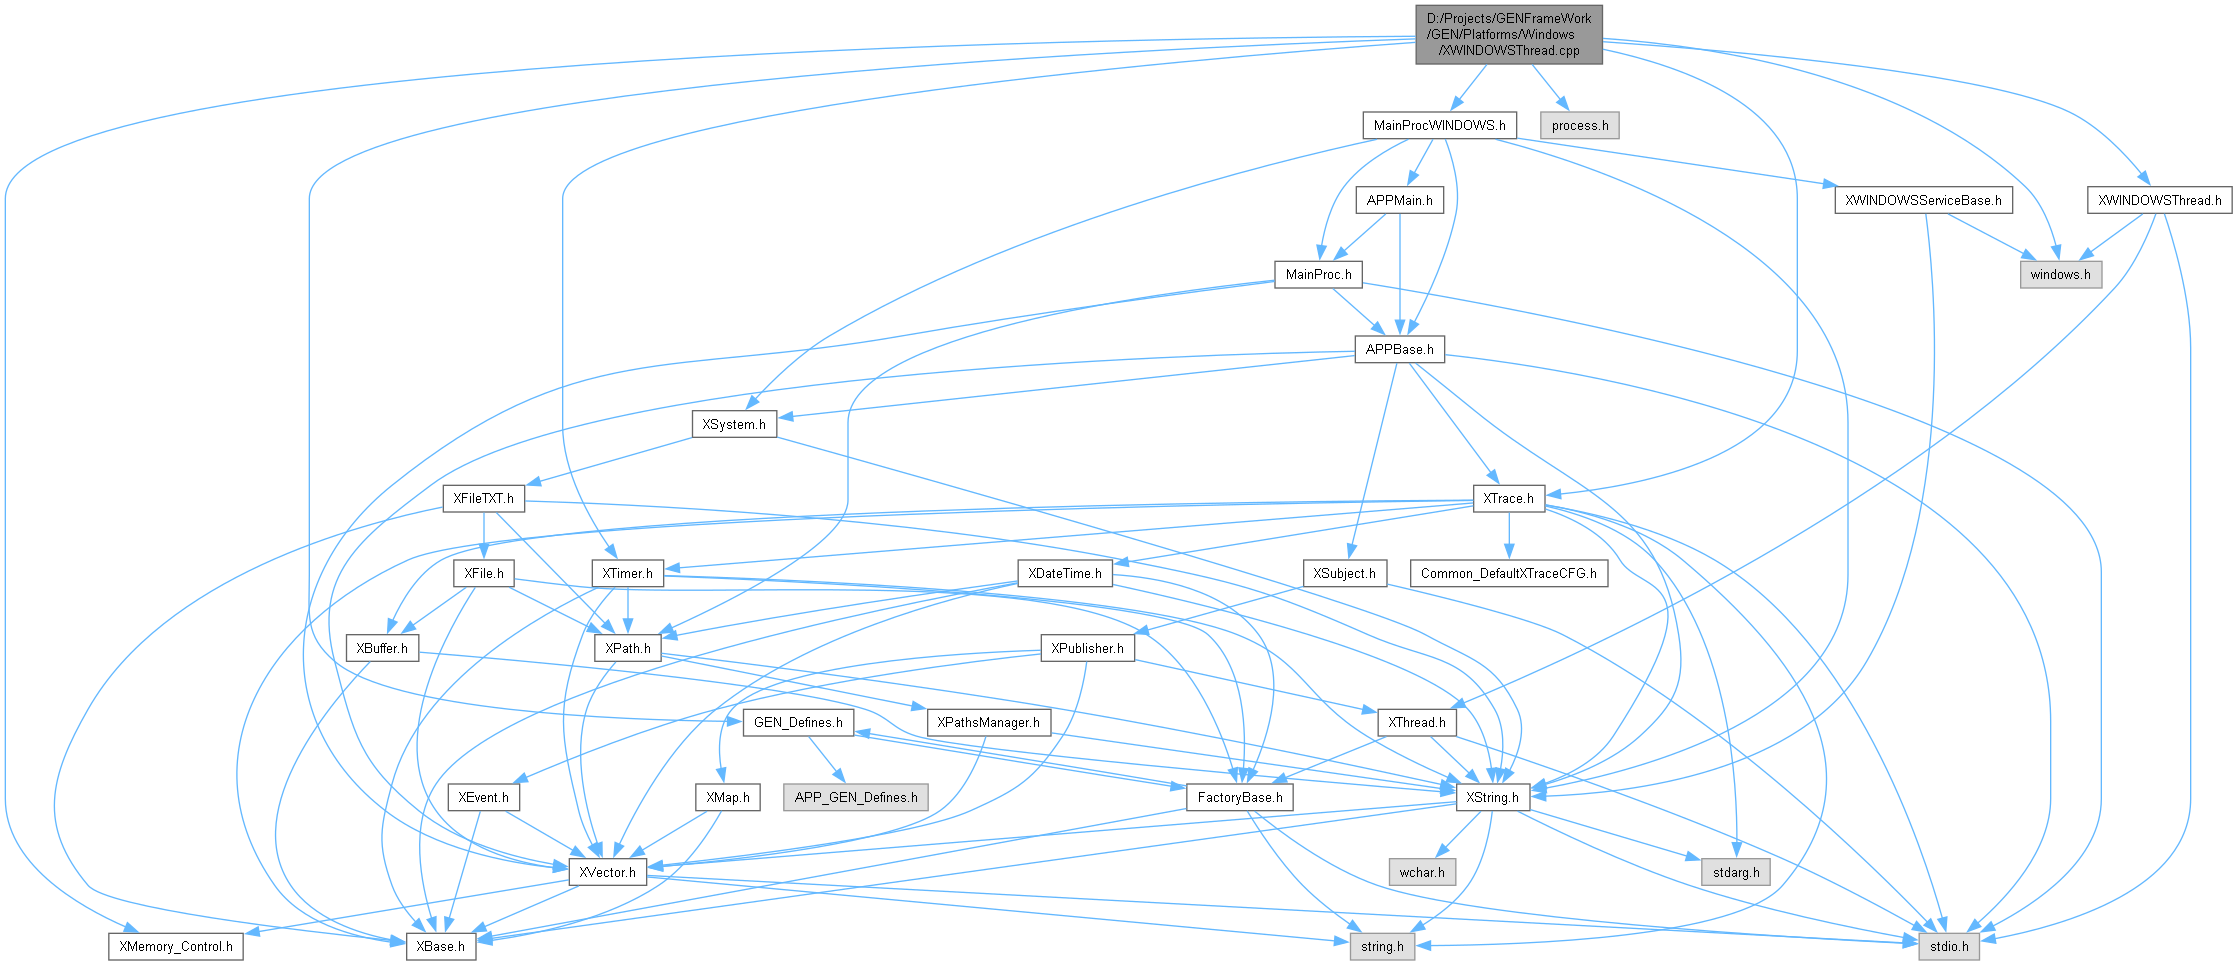 D:/Projects/GENFrameWork
/GEN/Platforms/Windows
/XWINDOWSThread.cpp
MainProcWINDOWS.h
process.h
APPMain.h
XWINDOWSServiceBase.h
XWINDOWSThread.h
MainProc.h
windows.h
APPBase.h
XSystem.h
XFileTXT.h
XTrace.h
XFile.h
XTimer.h
XDateTime.h
XSubject.h
Common_DefaultXTraceCFG.h
XBuffer.h
XPath.h
XPublisher.h
GEN_Defines.h
XPathsManager.h
XThread.h
XEvent.h
XMap.h
APP_GEN_Defines.h
FactoryBase.h
XString.h
XVector.h
wchar.h
stdarg.h
XMemory_Control.h
XBase.h
string.h
stdio.h